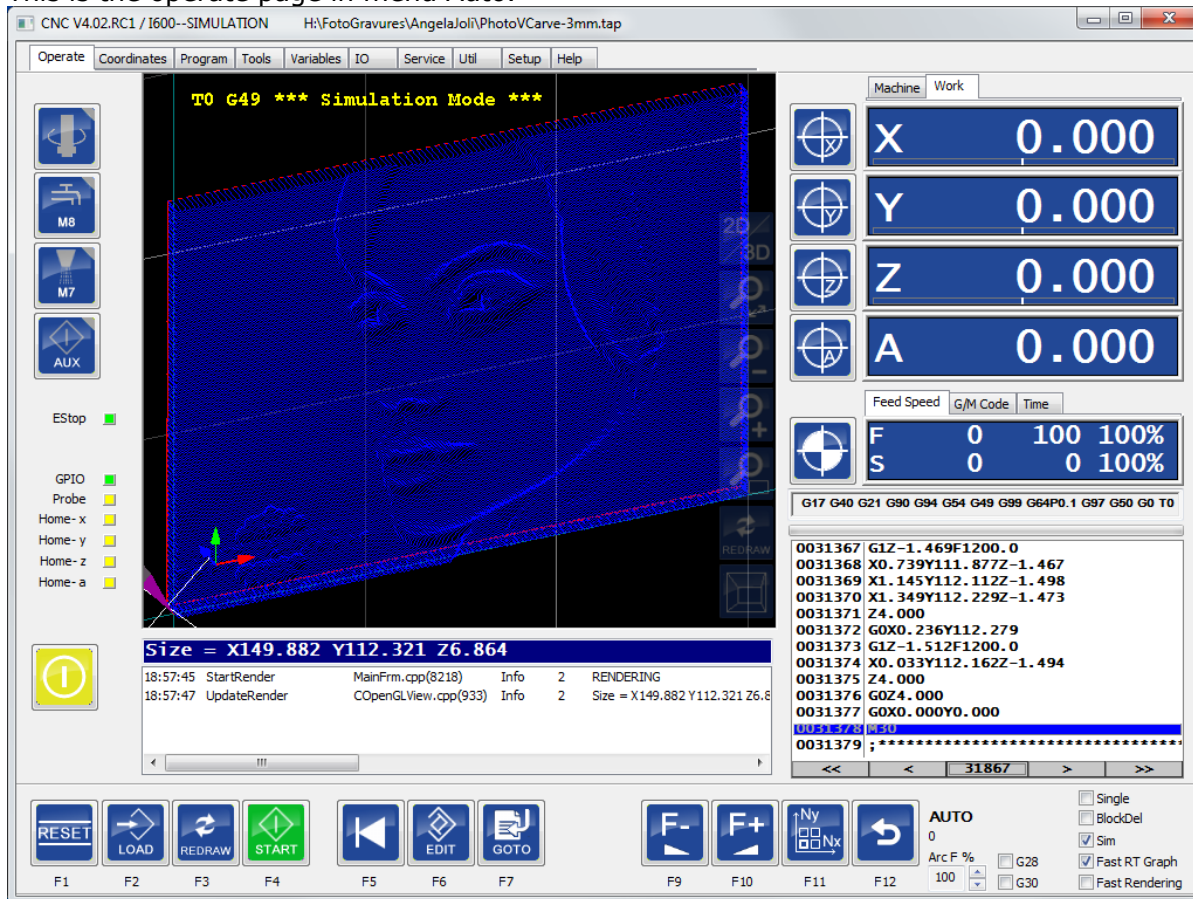 This is the operate page in menu Auto.
CNC V4.02.RC1 / I600--SIMULATION H:\FotoGravures\AngelaJoli\PhotoVCarve-3mm.tap
Operate Coordinates Program Tools Variables IO Service Util Setup Help
T0 G49 *** Simulation Mode ***
M8
M7
AUX
EStop
GPIO
Probe
Home- x
Home- y
Home- z
Home- a
2D
3D
REDRAW
Machine Work
X 0.000
Y 0.000
Z 0.000
A 0.000
Feed Speed G/M Code Time
F 0 100 100%
S 0 0 100%
G17 G40 G21 G90 G94 G54 G49 G99 G64P0.1 G97 G50 G0 T0
0031367 G1Z-1.469F1200.0
0031368 X0.739Y111.877Z-1.467
0031369 X1.145Y112.112Z-1.498
0031370 X1.349Y112.229Z-1.473
0031371 Z4.000
0031372 G0X0.236Y112.279
0031373 G1Z-1.512F1200.0
0031374 X0.033Y112.162Z-1.494
0031375 Z4.000
0031376 G0Z4.000
0031377 G0X0.000Y0.000
0031378 M30
0031379 ;**********************************
<< < 31867 > >>
Size = X149.882 Y112.321 Z6.864
18:57:45 StartRender MainFrm.cpp(8218) Info 2 RENDERING
18:57:47 UpdateRender COpenGLView.cpp(933) Info 2 Size = X149.882 Y112.321 Z6.8
RESET LOAD REDRAW START EDIT GOTO F- F+ Ny Nx
F1 F2 F3 F4 F5 F6 F7 F9 F10 F11 F12
AUTO
0
Arc F %
100
G28
G30
Single
BlockDel
Sim
Fast RT Graph
Fast Rendering